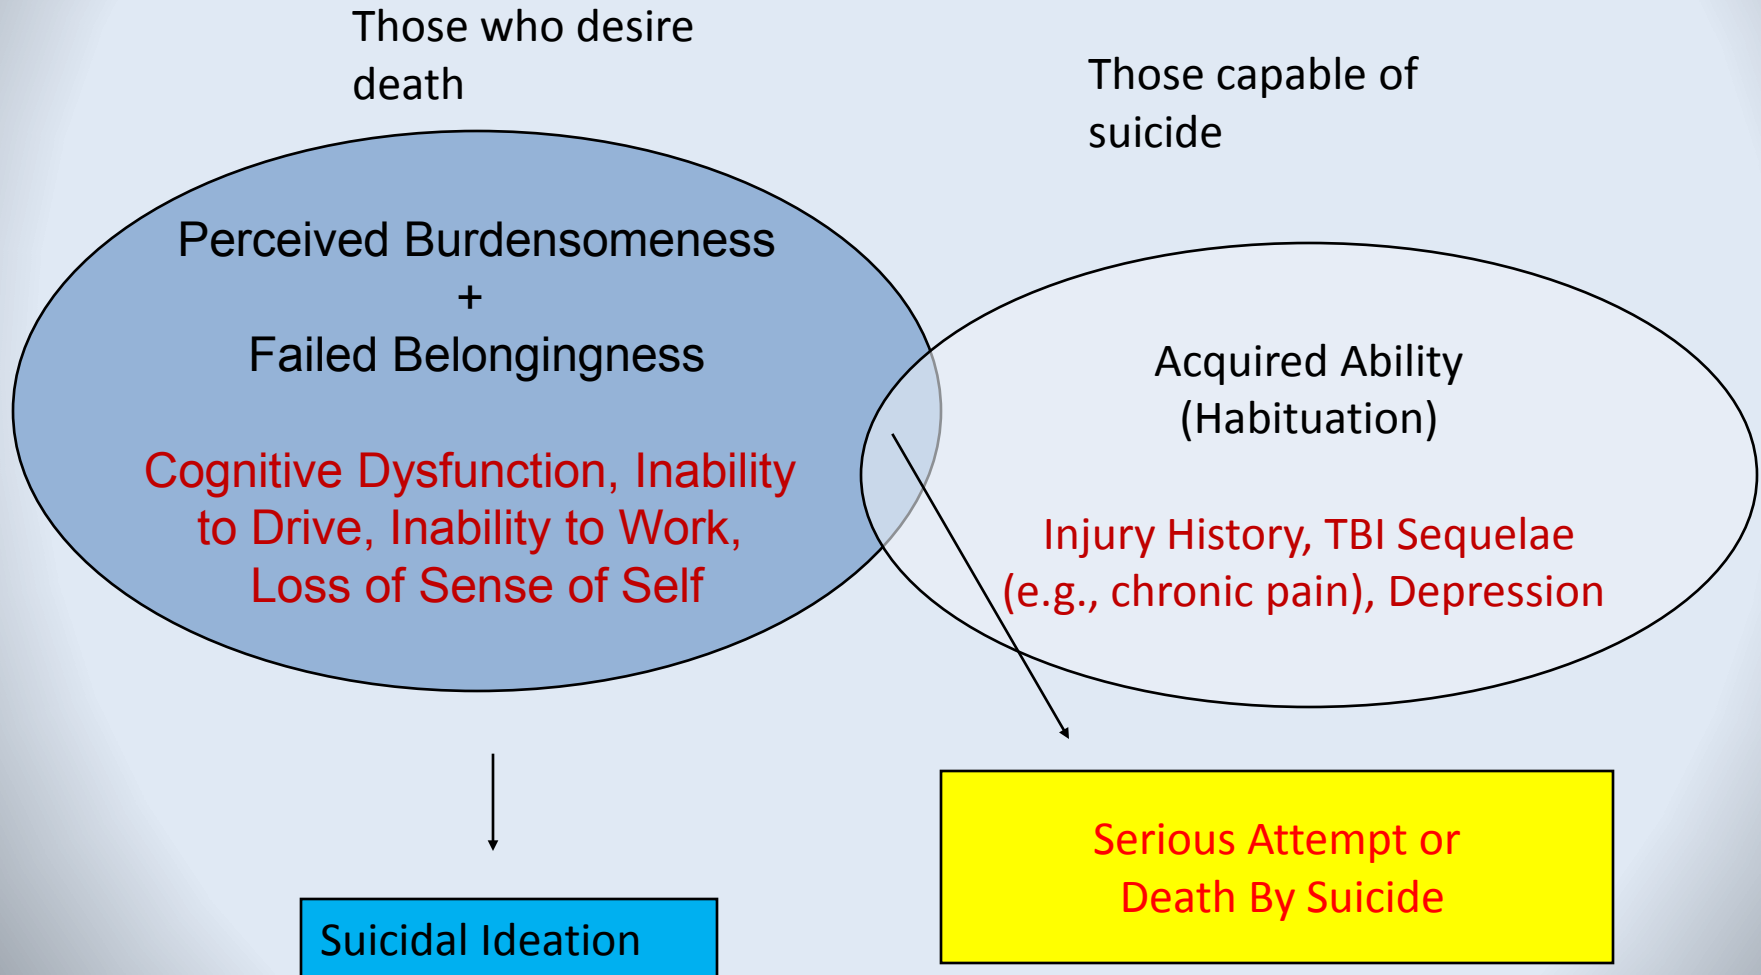 Those who desire
death
Those capable of
suicide
Perceived Burdensomeness
+
Failed Belongingness
Cognitive Dysfunction, Inability
to Drive, Inability to Work,
Loss of Sense of Self
Acquired Ability
(Habituation)
Injury History, TBI Sequelae
(e.g., chronic pain), Depression
Serious Attempt or
Death By Suicide
Suicidal Ideation